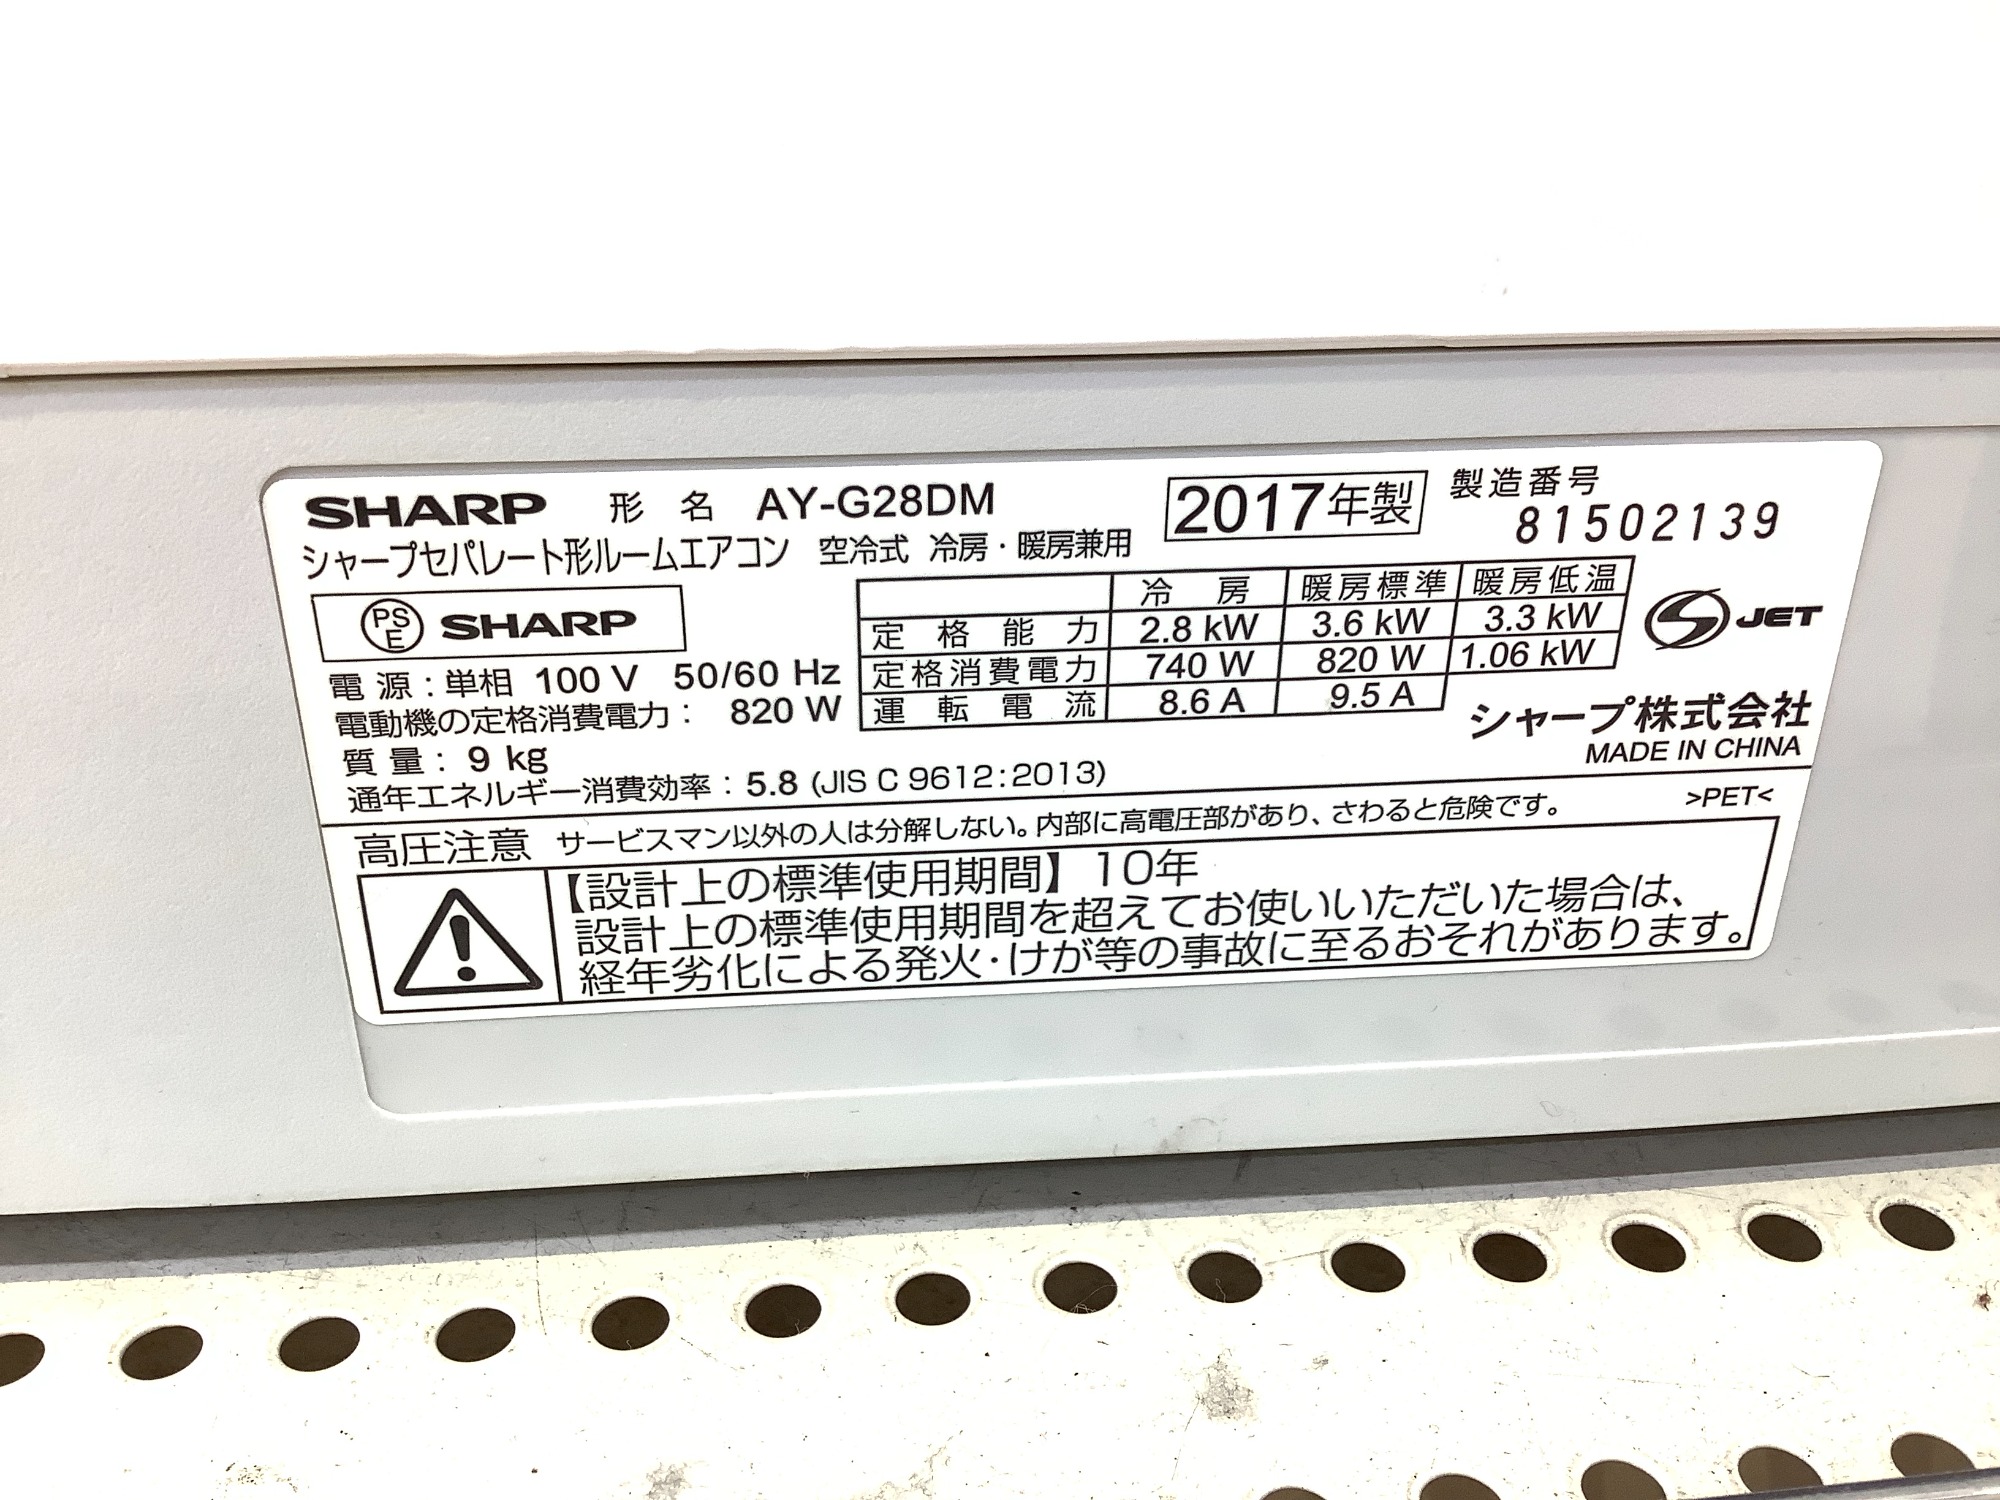 SHARP 形名 AY-G28DM 2017年製 製造番号
81502139
シャープセパレート形ルームエアコン 空冷式 冷房・暖房兼用
PSE SHARP
電源:単相 100 V 50/60 Hz
電動機の定格消費電力: 820 W
質量: 9 kg
通年エネルギー消費効率:5.8 (JIS C 9612:2013)
冷房 暖房標準 暖房低温
定格能力 2.8 kW 3.6 kW 3.3 kW
定格消費電力 740 W 820 W 1.06 kW
運転電流 8.6 A 9.5 A
JET
シャープ株式会社
MADE IN CHINA
>PET<
高圧注意 サービスマン以外の人は分解しない。内部に高電圧部があり、さわると危険です。
【設計上の標準使用期間】10年
設計上の標準使用期間を超えてお使いいただいた場合は、
経年劣化による発火・けが等の事故に至るおそれがあります。